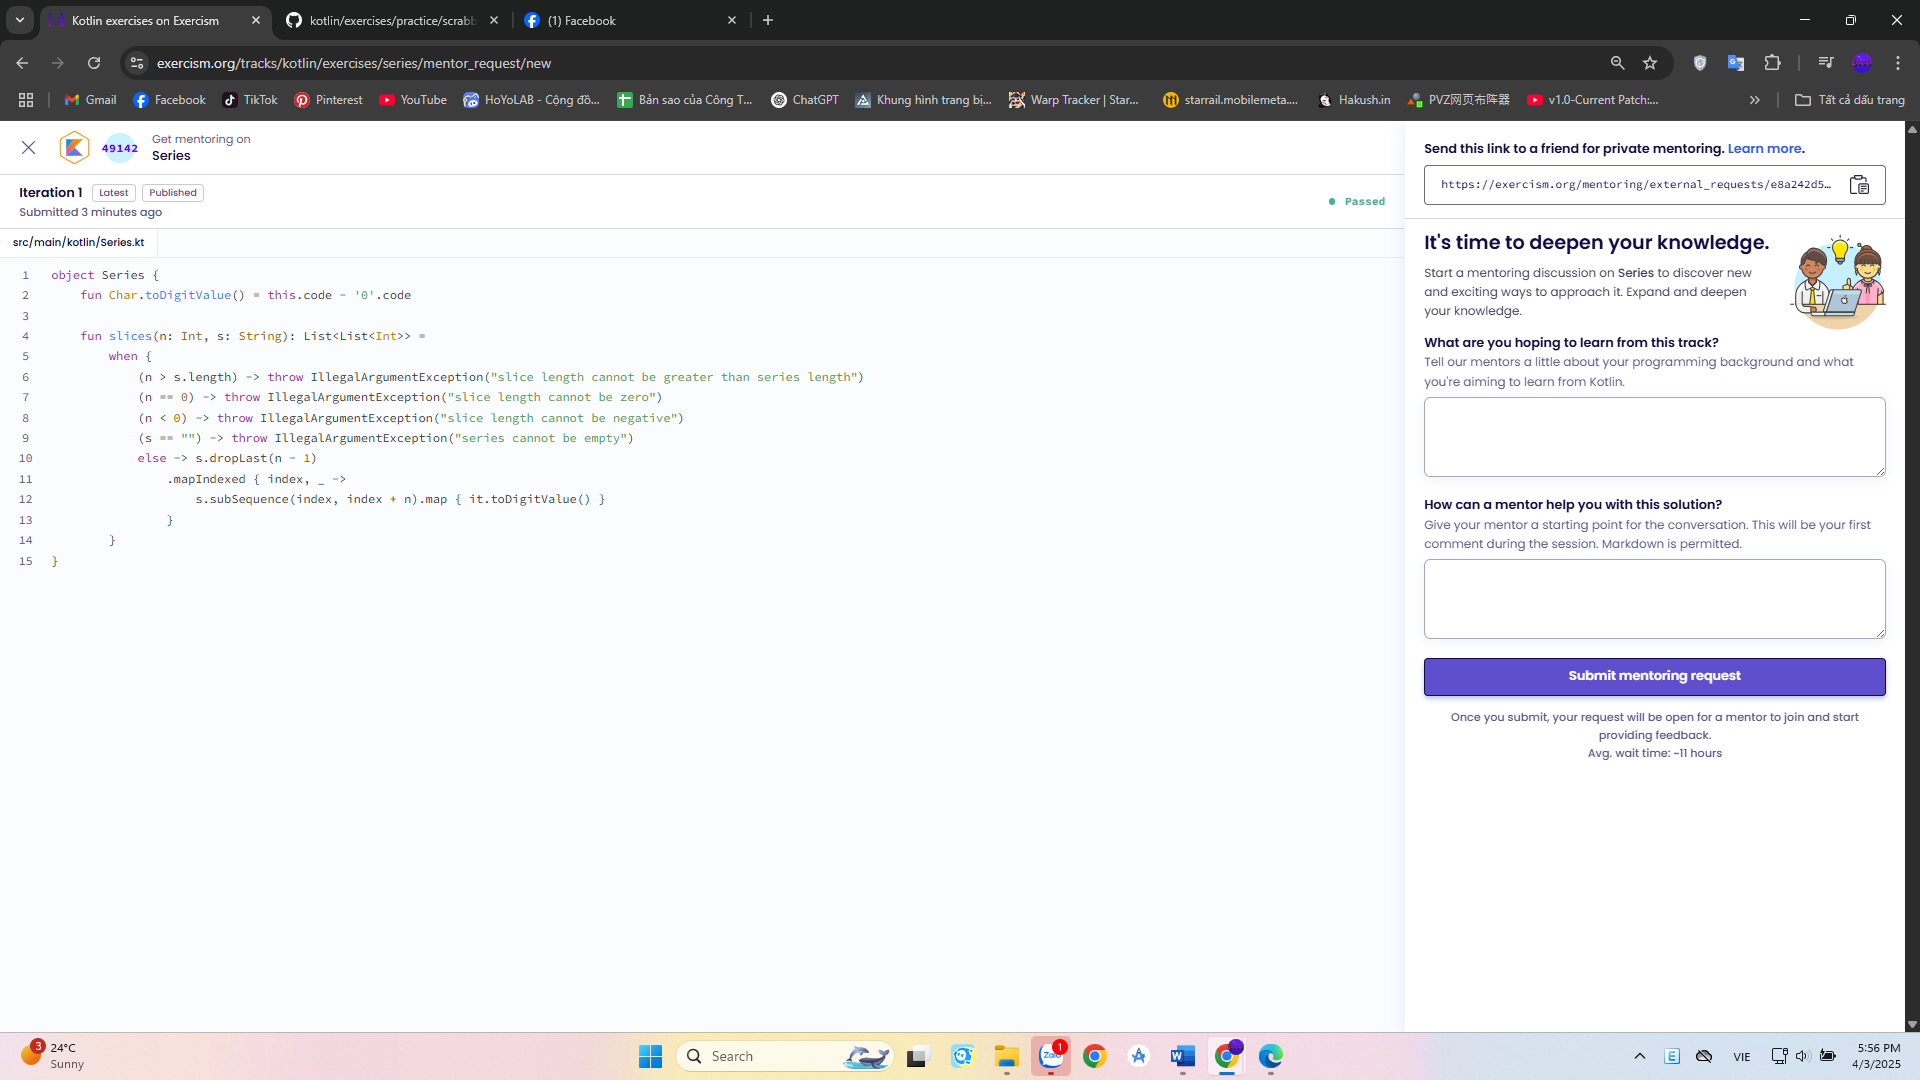 Kotlin exercises on Exercism
kotlin/exercises/practice/scrabb
(1) Facebook
exercism.org/tracks/kotlin/exercises/series/mentor_request/new
Gmail
Facebook
TikTok
Pinterest
YouTube
HoYoLAB - Cộng đồ...
Bản sao của Công T...
ChatGPT
Khung hình trang bị...
Warp Tracker | Star...
starrail.mobilemeta....
Hakush.in
PVZ网页布阵器
v1.0-Current Patch:...
Tất cả dấu trang
49142
Get mentoring on
Series
Iteration 1 Latest Published
Submitted 3 minutes ago
Passed
src/main/kotlin/Series.kt
1 object Series {
2 fun Char.toDigitValue() = this.code - '0'.code
3
4 fun slices(n: Int, s: String): List<List<Int>> =
5 when {
6 (n > s.length) -> throw IllegalArgumentException("slice length cannot be greater than series length")
7 (n == 0) -> throw IllegalArgumentException("slice length cannot be zero")
8 (n < 0) -> throw IllegalArgumentException("slice length cannot be negative")
9 (s == "") -> throw IllegalArgumentException("series cannot be empty")
10 else -> s.dropLast(n - 1)
11 .mapIndexed { index, _ ->
12 s.subSequence(index, index + n).map { it.toDigitValue() }
13 }
14 }
15 }
Send this link to a friend for private mentoring. Learn more.
https://exercism.org/mentoring/external_requests/e8a242d5...
It's time to deepen your knowledge.
Start a mentoring discussion on Series to discover new
and exciting ways to approach it. Expand and deepen
your knowledge.
What are you hoping to learn from this track?
Tell our mentors a little about your programming background and what
you're aiming to learn from Kotlin.
How can a mentor help you with this solution?
Give your mentor a starting point for the conversation. This will be your first
comment during the session. Markdown is permitted.
Submit mentoring request
Once you submit, your request will be open for a mentor to join and start
providing feedback.
Avg. wait time: ~11 hours
3
24°C
Sunny
Search
Zalo
1
VIE
5:56 PM
4/3/2025